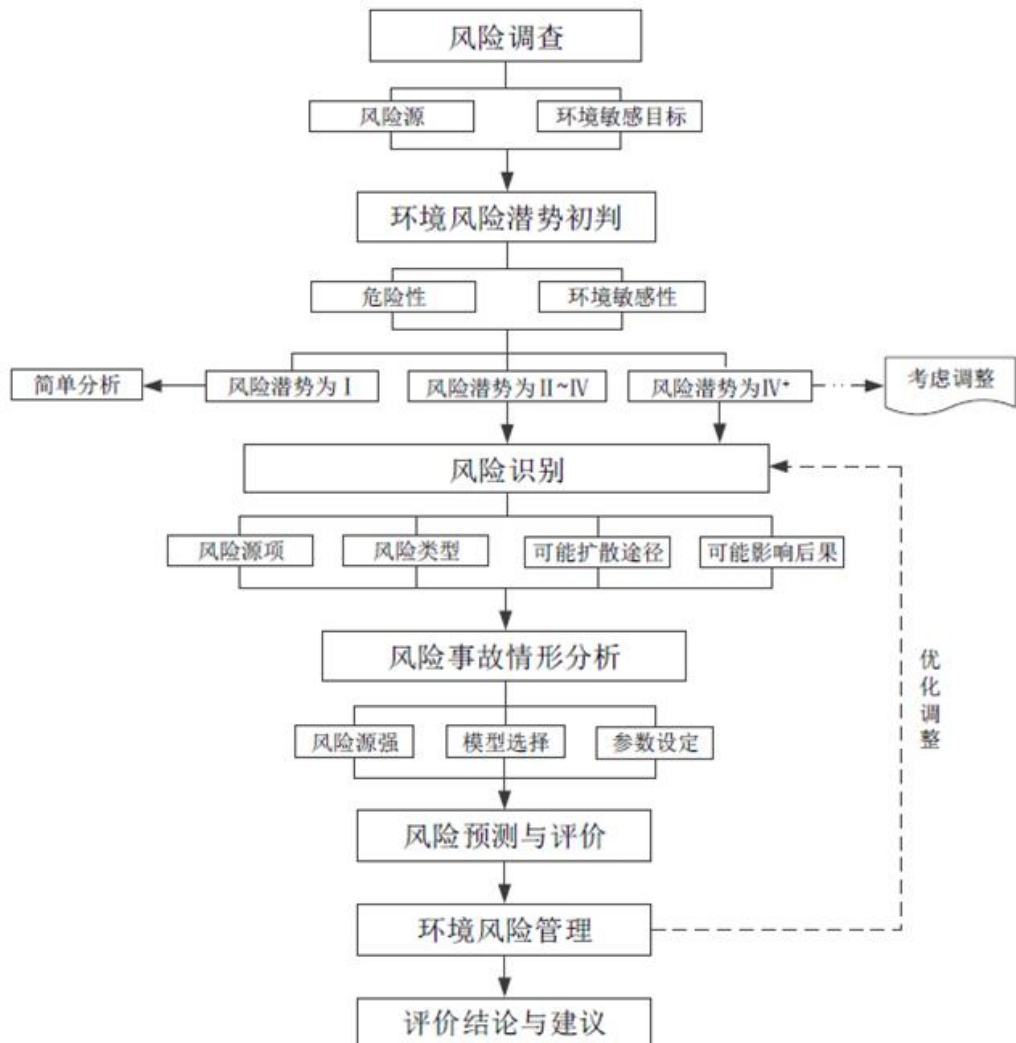 风险调查
风险源
环境敏感目标
环境风险潜势初判
危险性
环境敏感性
简单分析
风险潜势为Ⅰ
风险潜势为Ⅱ~Ⅳ
风险潜势为Ⅳ⁺
考虑调整
风险识别
风险源项
风险类型
可能扩散途径
可能影响后果
风险事故情形分析
优化调整
风险源强
模型选择
参数设定
风险预测与评价
环境风险管理
评价结论与建议